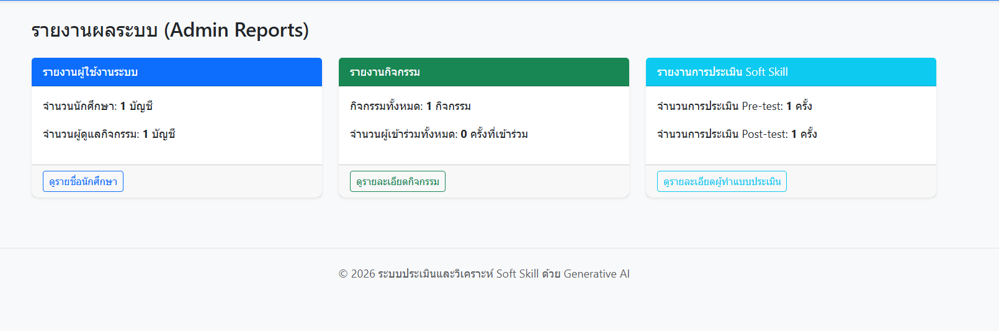 รายงานผลระบบ (Admin Reports)
รายงานผู้ใช้งานระบบ
จำนวนนักศึกษา: 1 บัญชี
จำนวนผู้ดูแลกิจกรรม: 1 บัญชี
ดูรายชื่อนักศึกษา
รายงานกิจกรรม
กิจกรรมทั้งหมด: 1 กิจกรรม
จำนวนผู้เข้าร่วมทั้งหมด: 0 ครั้งที่เข้าร่วม
ดูรายละเอียดกิจกรรม
รายงานการประเมิน Soft Skill
จำนวนการประเมิน Pre-test: 1 ครั้ง
จำนวนการประเมิน Post-test: 1 ครั้ง
ดูรายละเอียดผู้ทำแบบประเมิน
© 2026 ระบบประเมินและวิเคราะห์ Soft Skill ด้วย Generative AI